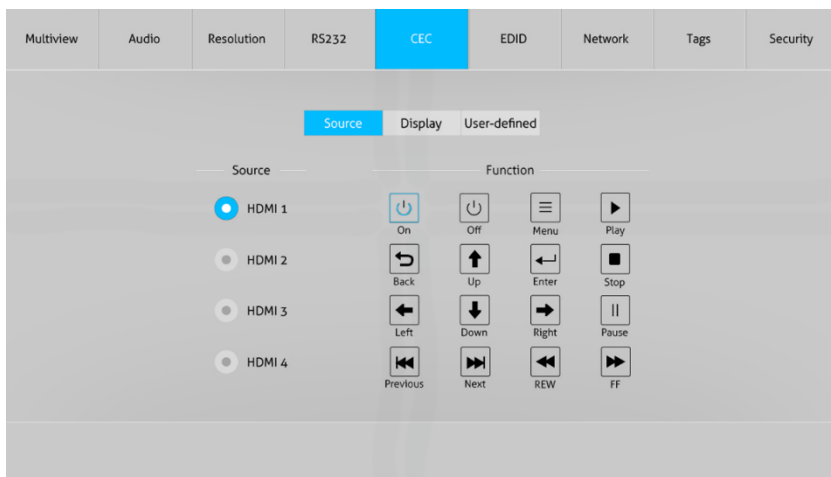 Multiview Audio Resolution RS232 CEC EDID Network Tags Security
Source Display User-defined
Source Function
HDMI 1
On Off Menu Play
HDMI 2
Back Up Enter Stop
HDMI 3
Left Down Right Pause
HDMI 4
Previous Next REW FF